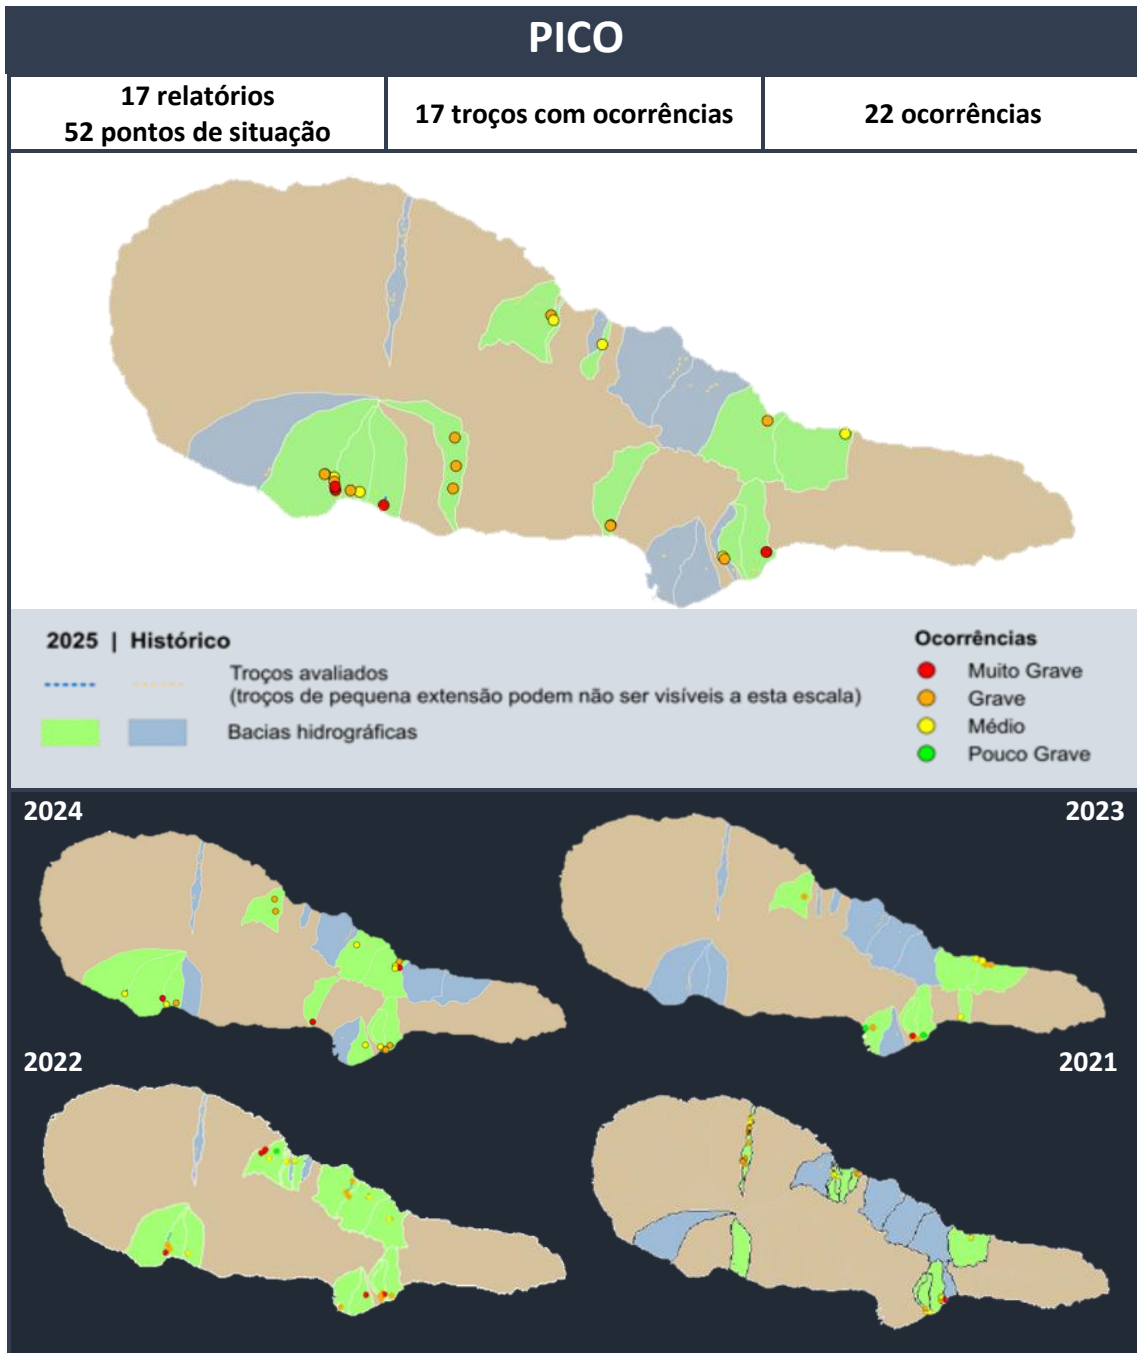 PICO
17 relatórios
52 pontos de situação
17 troços com ocorrências
22 ocorrências
2025 | Histórico
Troços avaliados
(troços de pequena extensão podem não ser visíveis a esta escala)
Bacias hidrográficas
Ocorrências
Muito Grave
Grave
Médio
Pouco Grave
2024
2023
2022
2021